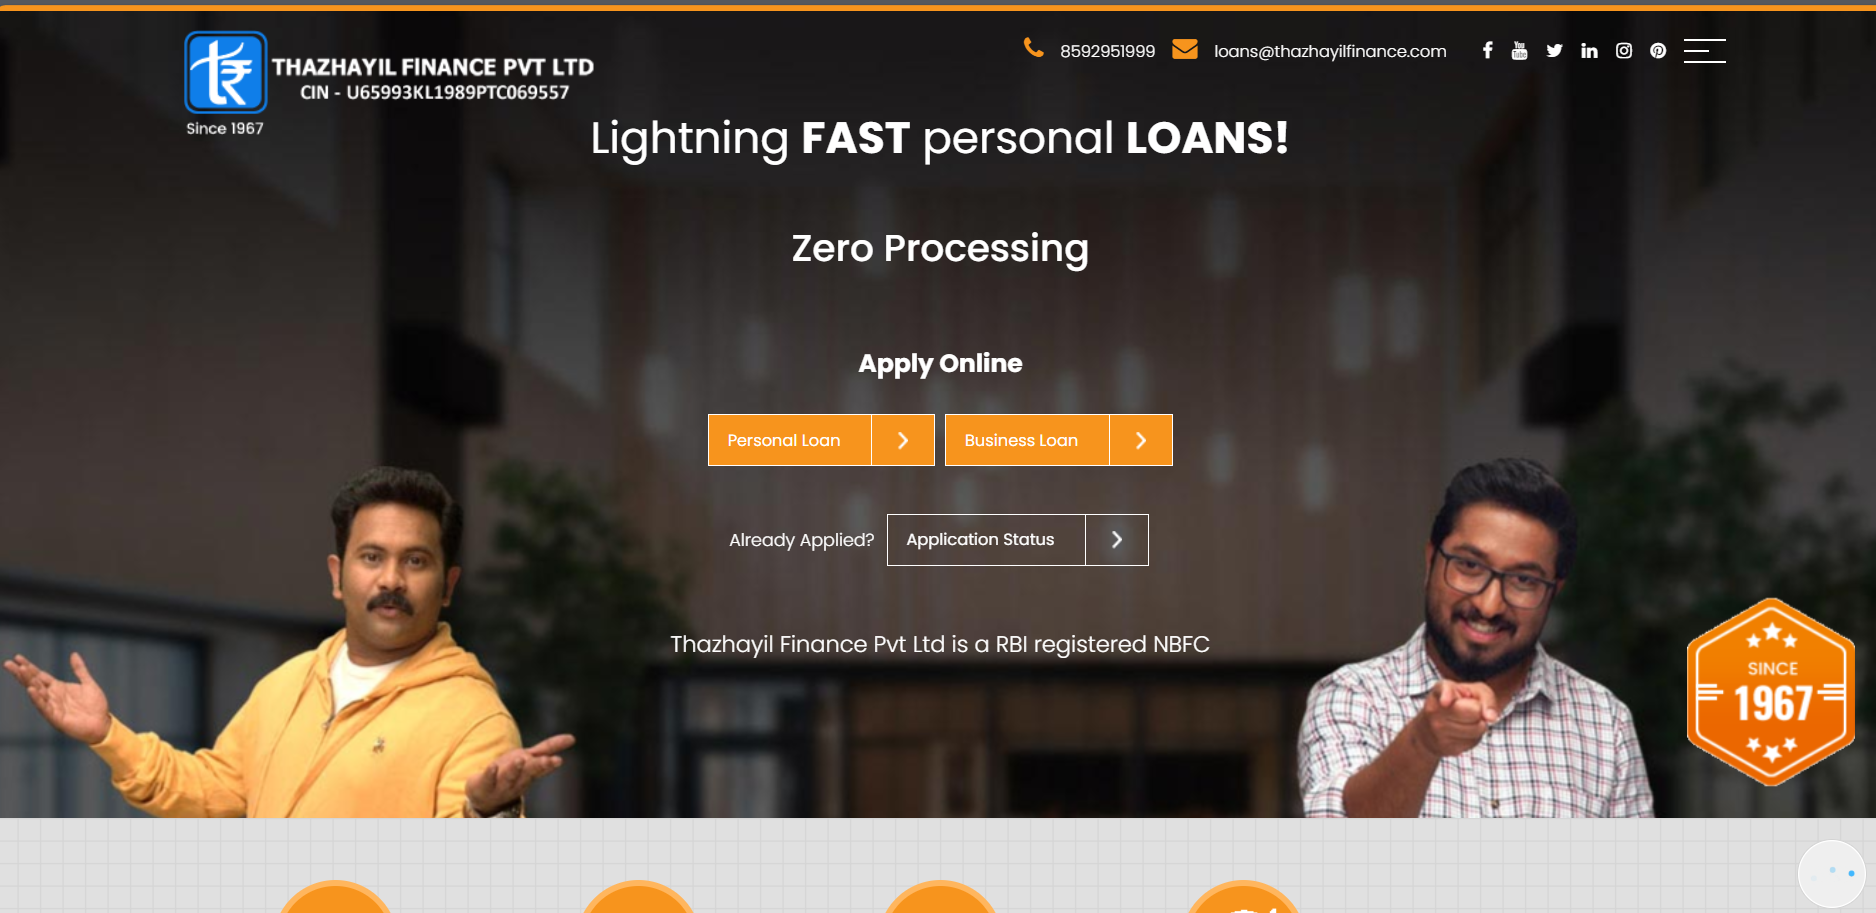 THAZHAYIL FINANCE PVT LTD
CIN - U65993KL1989PTC069557
Since 1967
8592951999
loans@thazhayilfinance.com
Lightning FAST personal LOANS!
Zero Processing
Apply Online
Personal Loan
Business Loan
Already Applied?
Application Status
Thazhayil Finance Pvt Ltd is a RBI registered NBFC
SINCE
1967